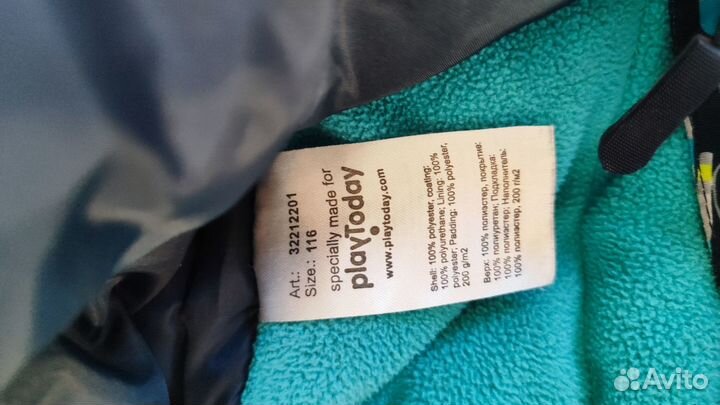 Art.: 32212201
Size.: 116
specially made for
playToday
www.playtoday.com
Shell: 100% polyester, coating:
100% polyurethane; Lining: 100%
polyester, Padding: 100% polyester,
200 g/m2
Верх: 100% полиэстер, покрытие:
100% полиуретан; Подкладка:
100% полиэстер; Наполнитель:
100% полиэстер, 200 г/м2
Avito